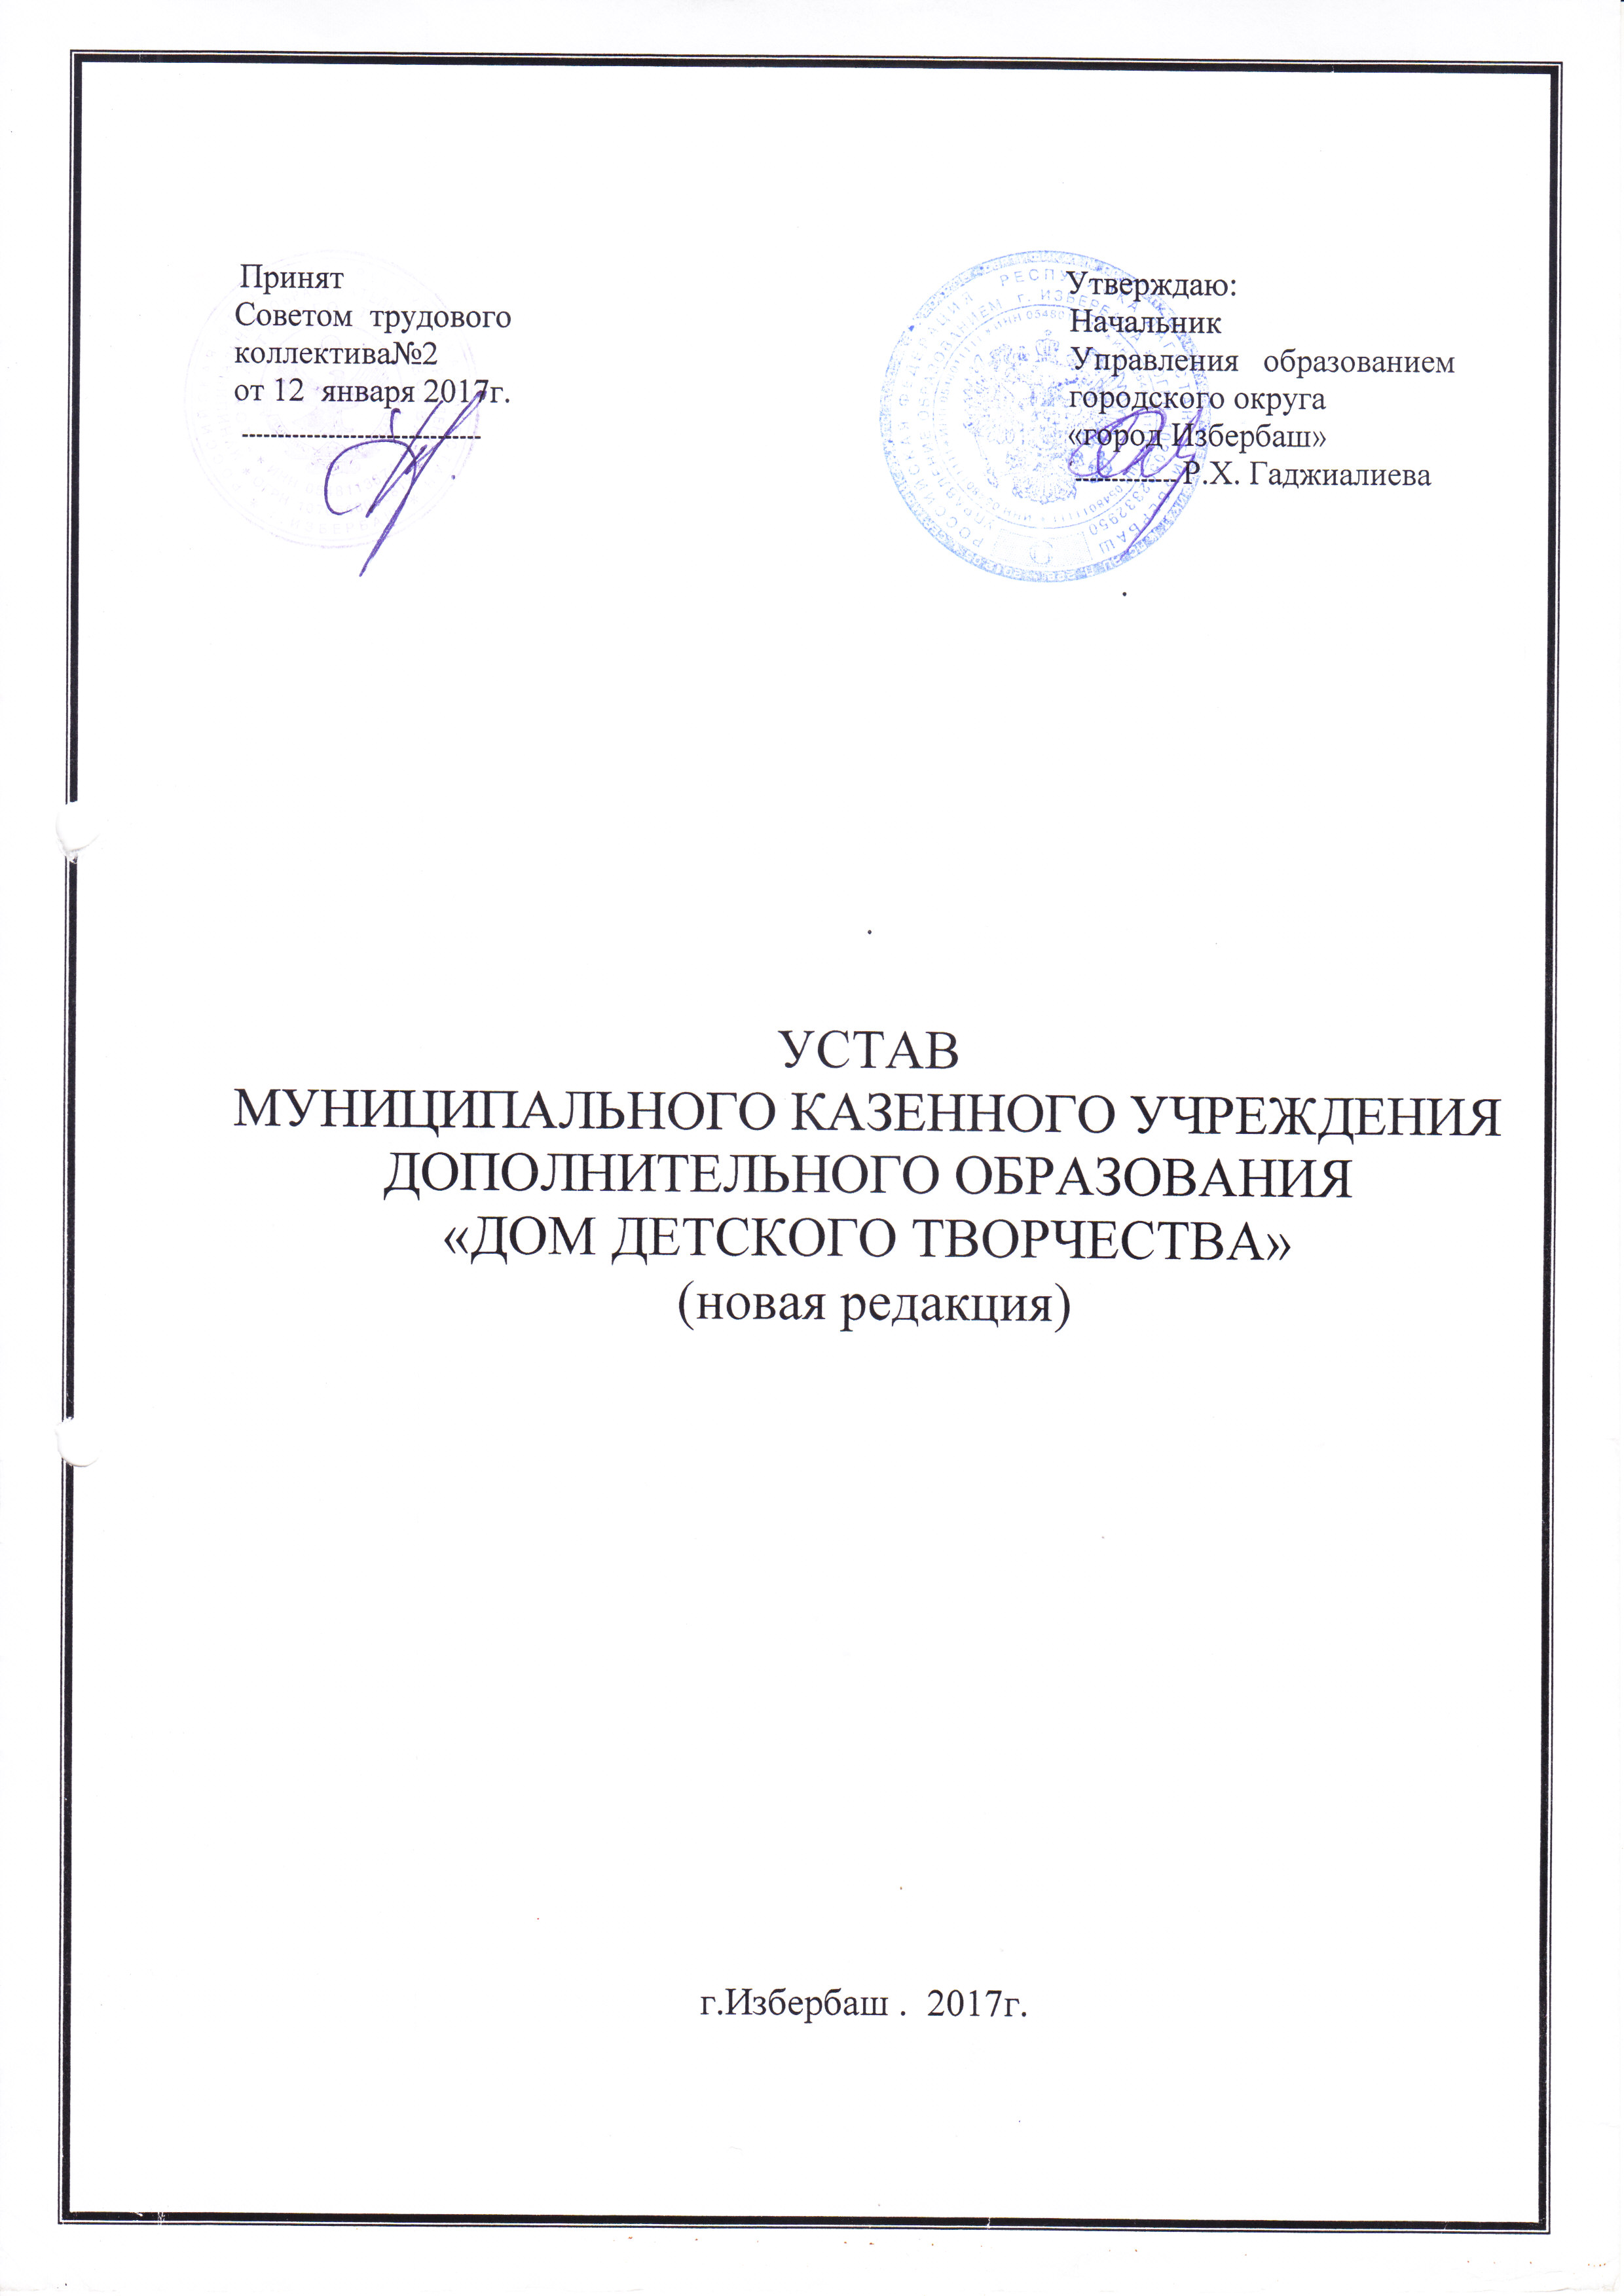 Принят
Советом трудового
коллектива№2
от 12 января 2017г.
Утверждаю:
Начальник
Управления образованием
городского округа
«город Избербаш»
Р.Х. Гаджиалиева
УСТАВ
МУНИЦИПАЛЬНОГО КАЗЕННОГО УЧРЕЖДЕНИЯ
ДОПОЛНИТЕЛЬНОГО ОБРАЗОВАНИЯ
«ДОМ ДЕТСКОГО ТВОРЧЕСТВА»
(новая редакция)
г.Избербаш . 2017г.